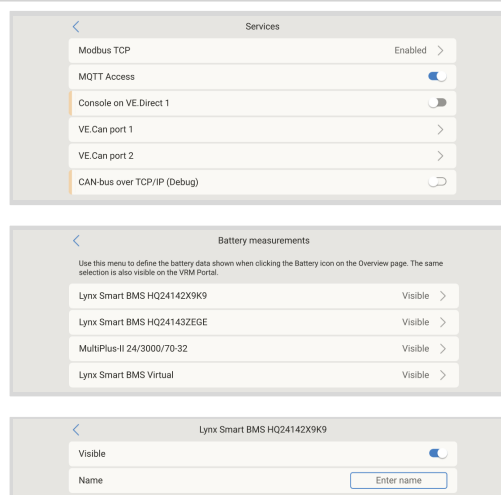 Services
Modbus TCP Enabled
MQTT Access
Console on VE.Direct 1
VE.Can port 1
VE.Can port 2
CAN-bus over TCP/IP (Debug)
Battery measurements
Use this menu to define the battery data shown when clicking the Battery icon on the Overview page. The same
selection is also visible on the VRM Portal.
Lynx Smart BMS HQ24142X9K9 Visible
Lynx Smart BMS HQ24143ZEGE Visible
MultiPlus-II 24/3000/70-32 Visible
Lynx Smart BMS Virtual Visible
Lynx Smart BMS HQ24142X9K9
Visible
Name Enter name